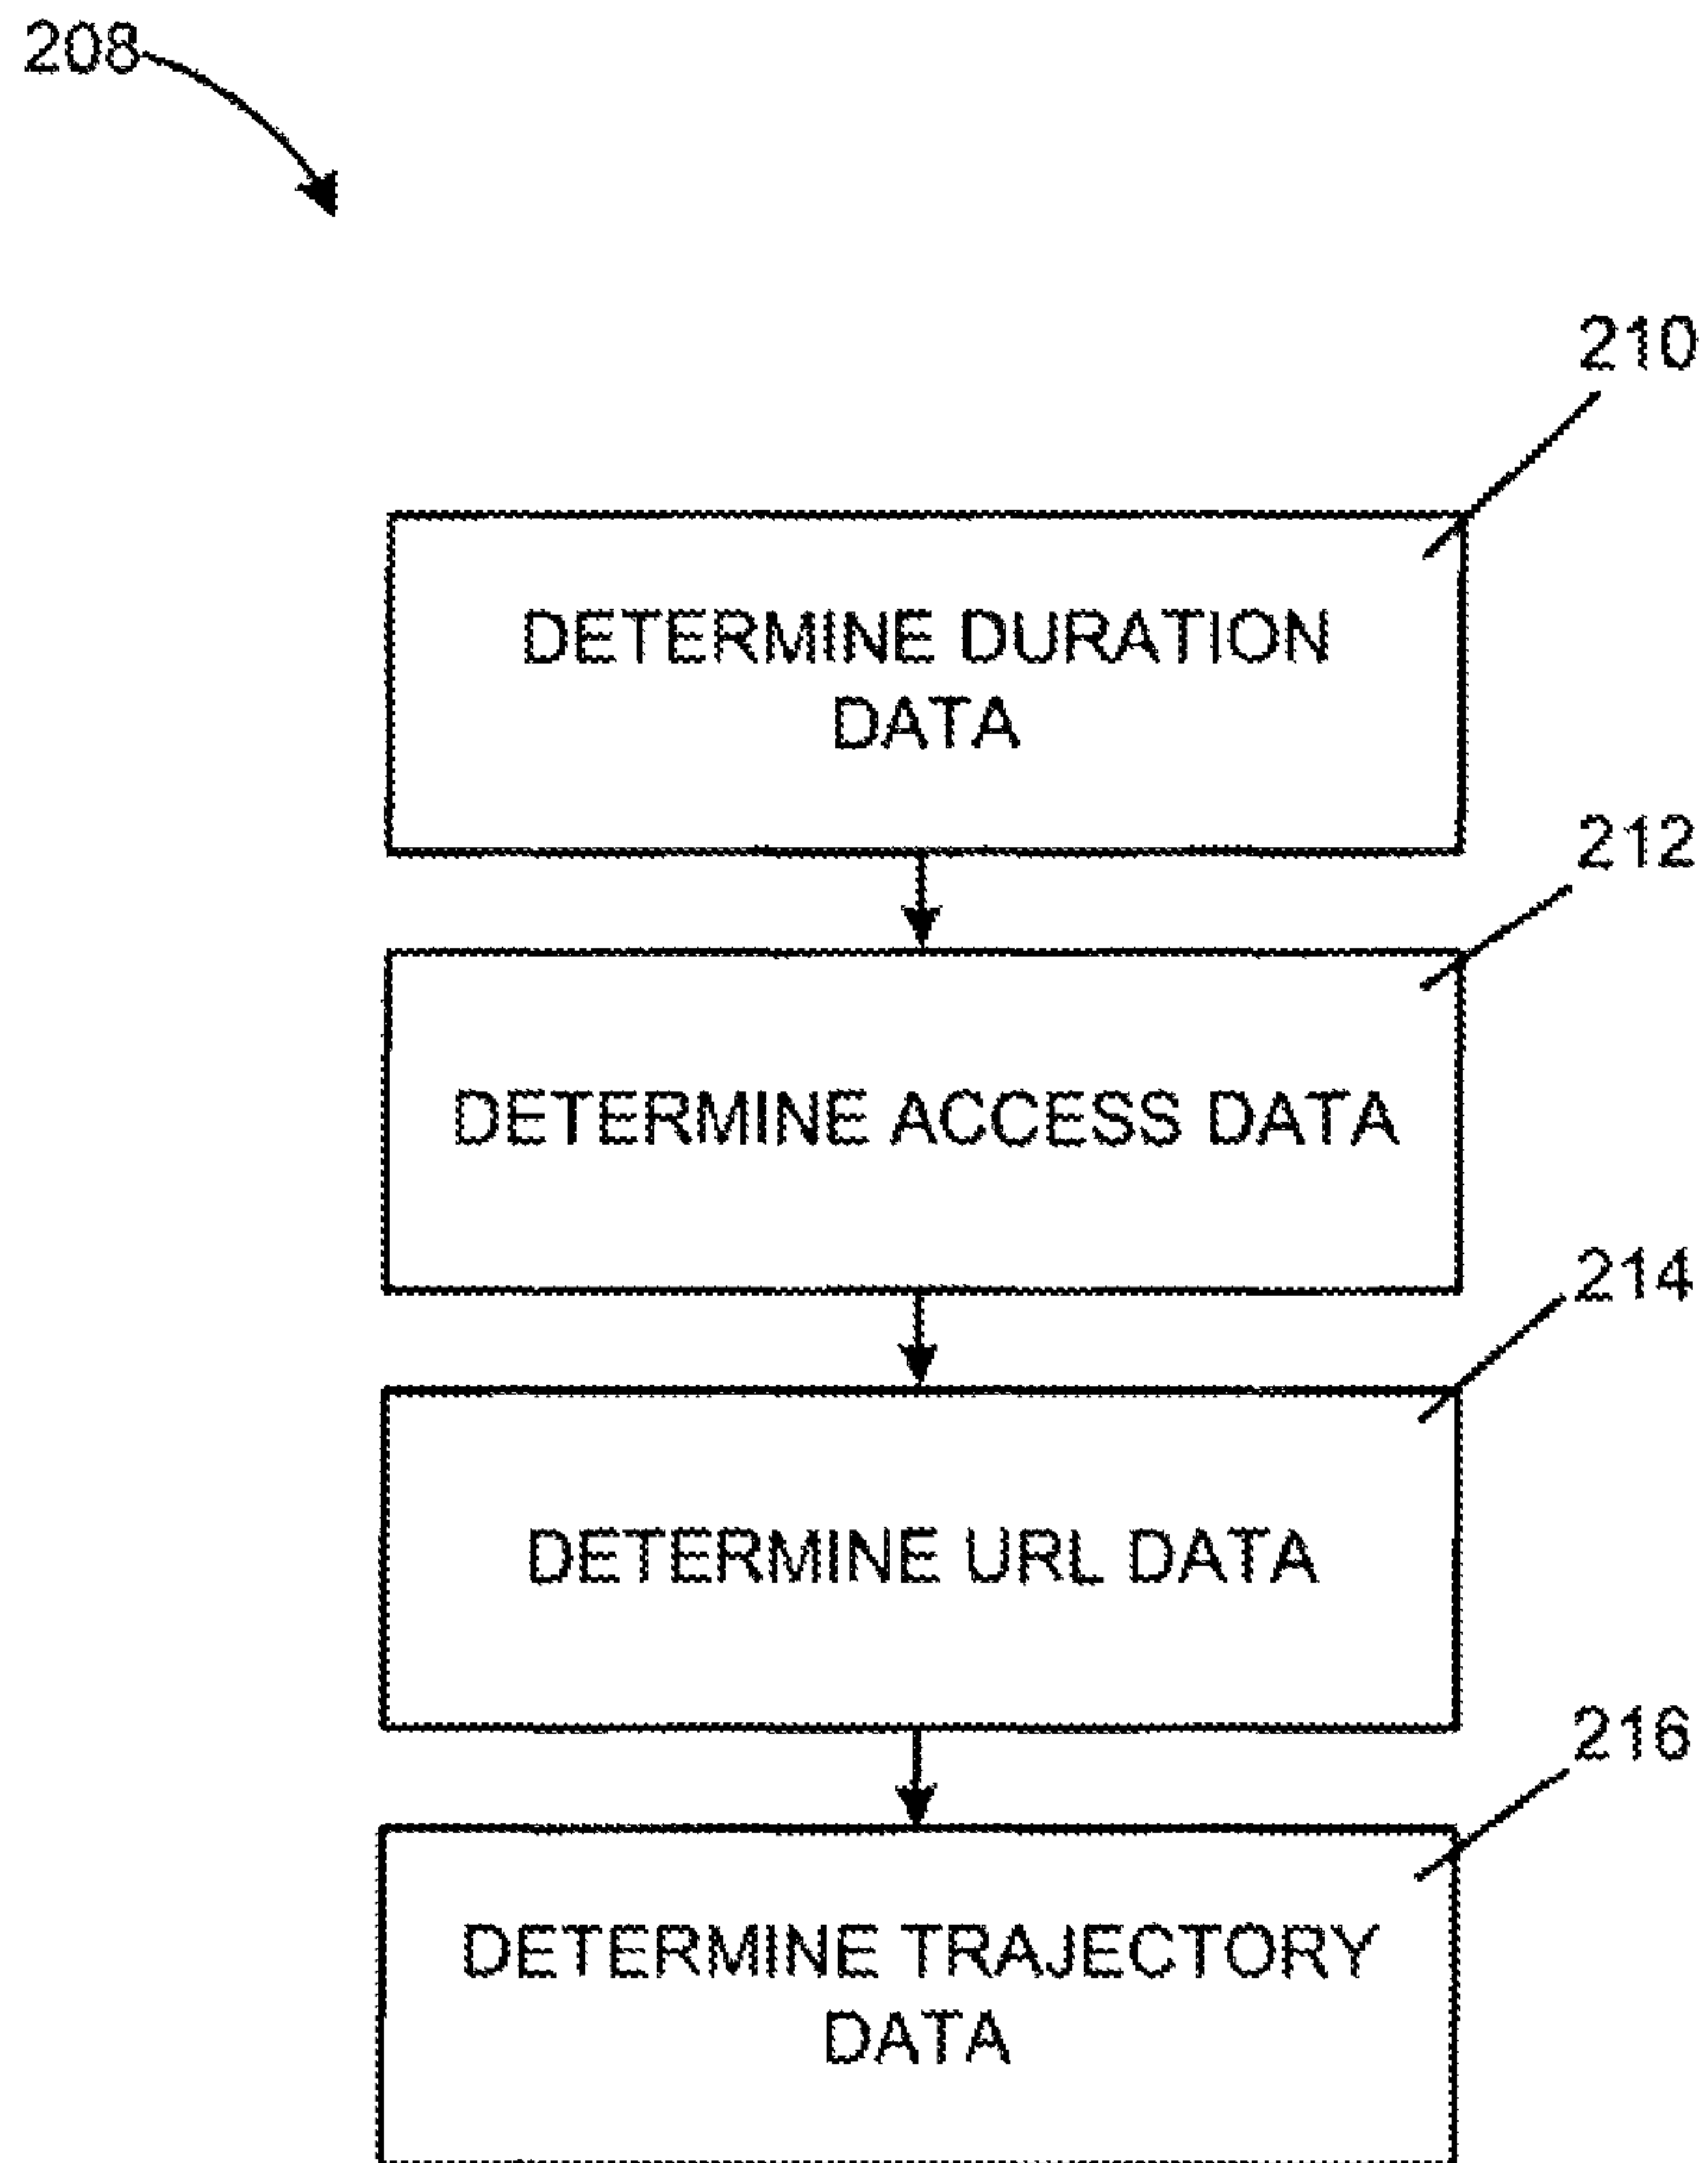 208
210
DETERMINE DURATION
DATA
212
DETERMINE ACCESS DATA
214
DETERMINE URL DATA
216
DETERMINE TRAJECTORY
DATA